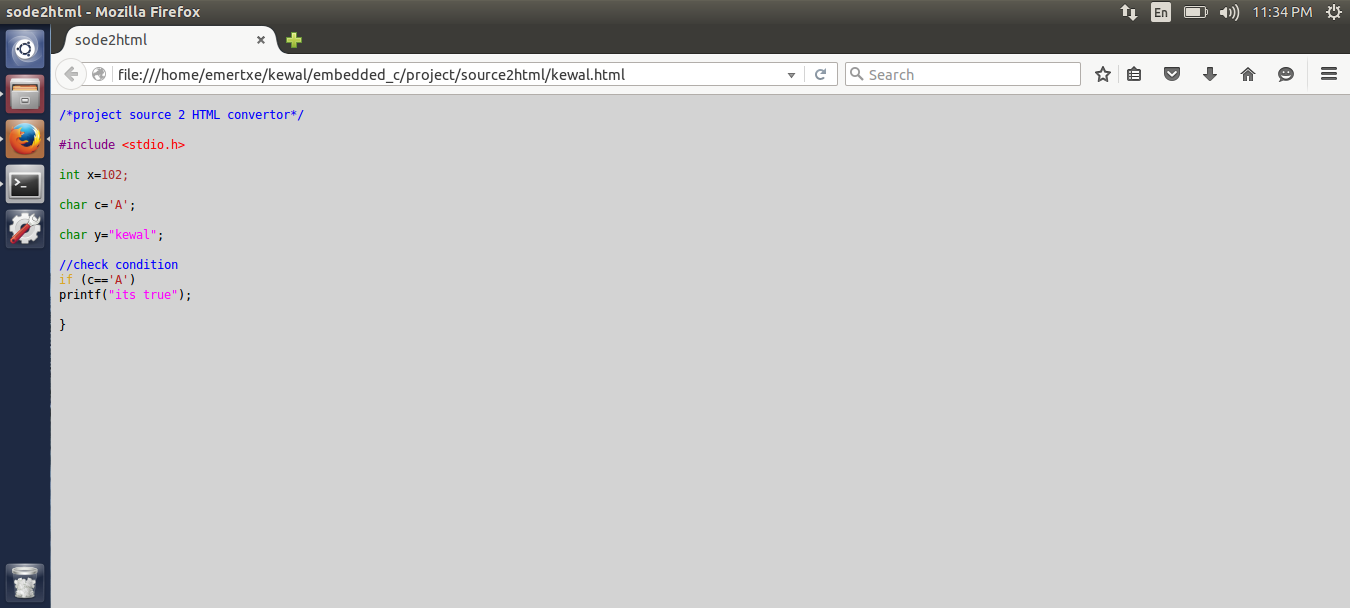 sode2html - Mozilla Firefox
En
11:34 PM
sode2html
file:///home/emertxe/kewal/embedded_c/project/source2html/kewal.html
Search
/*project source 2 HTML convertor*/
#include <stdio.h>
int x=102;
char c='A';
char y="kewal";
//check condition
if (c=='A')
printf("its true");
}